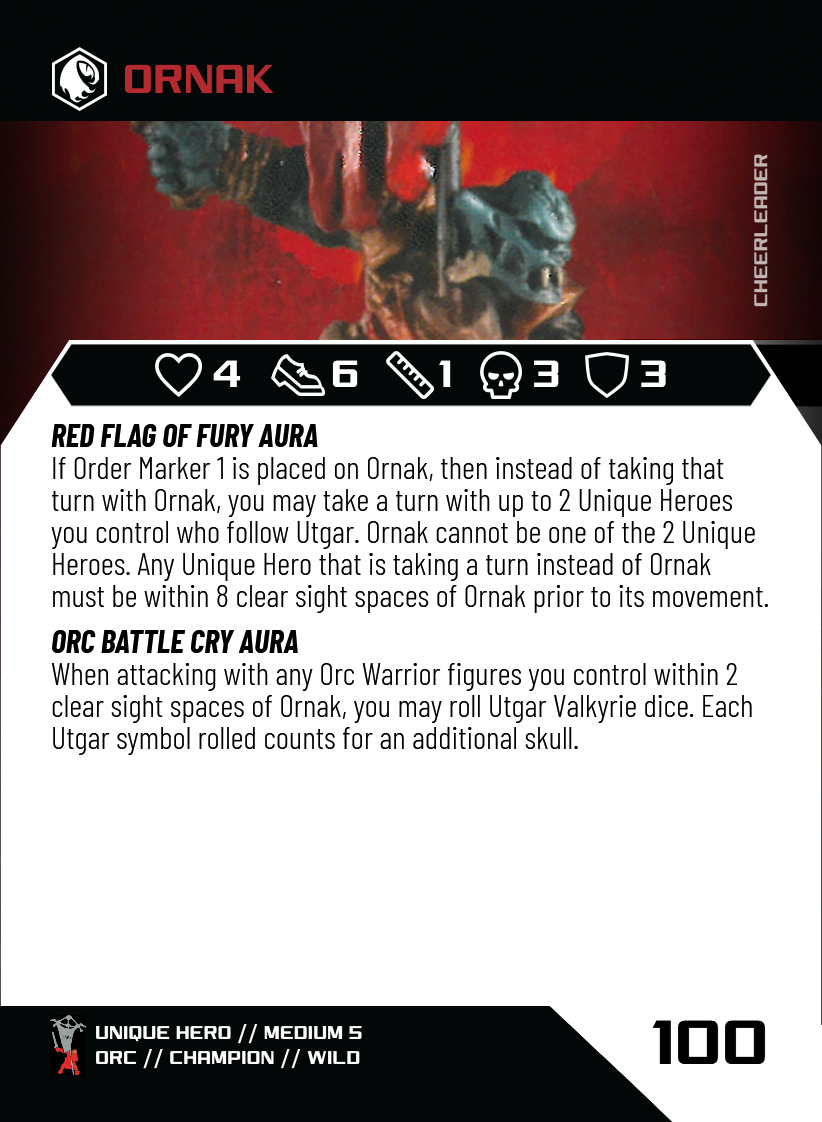 ORNAK
CHEERLEADER
4 6 1 3 3
RED FLAG OF FURY AURA
If Order Marker 1 is placed on Ornak, then instead of taking that
turn with Ornak, you may take a turn with up to 2 Unique Heroes
you control who follow Utgar. Ornak cannot be one of the 2 Unique
Heroes. Any Unique Hero that is taking a turn instead of Ornak
must be within 8 clear sight spaces of Ornak prior to its movement.
ORC BATTLE CRY AURA
When attacking with any Orc Warrior figures you control within 2
clear sight spaces of Ornak, you may roll Utgar Valkyrie dice. Each
Utgar symbol rolled counts for an additional skull.
UNIQUE HERO // MEDIUM 5
ORC // CHAMPION // WILD
100